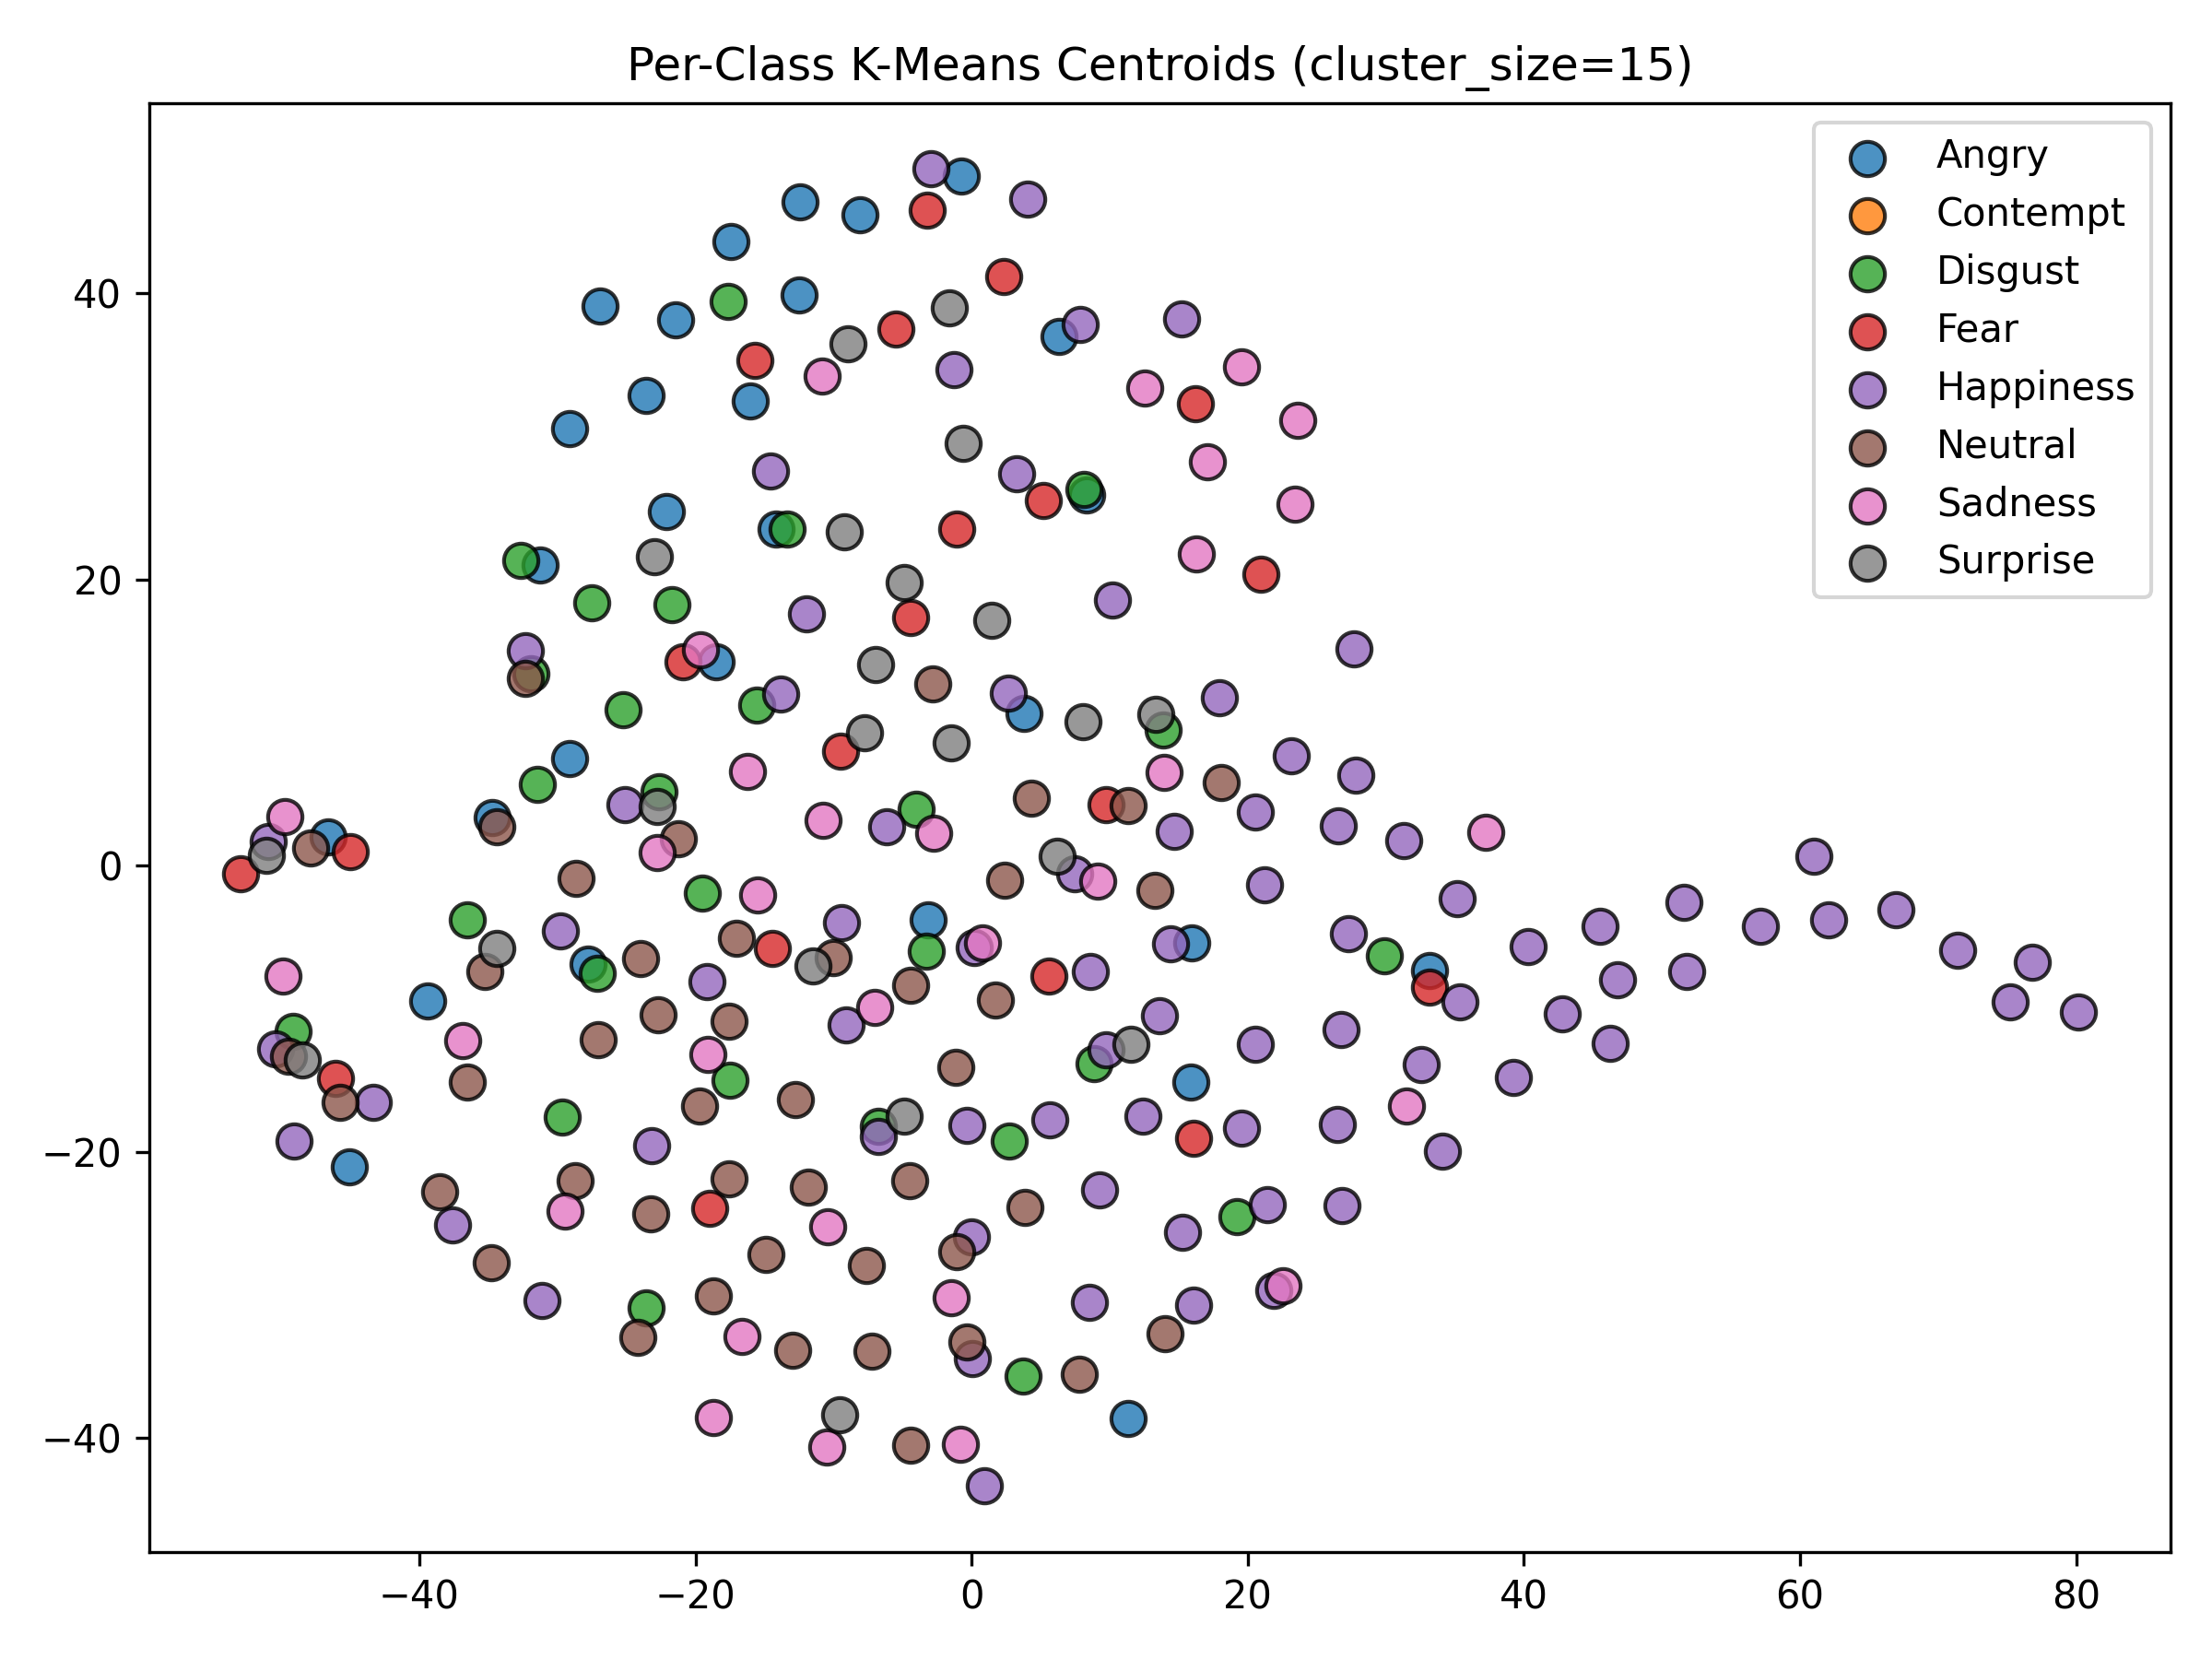 Per-Class K-Means Centroids (cluster_size=15)
Angry
Contempt
Disgust
Fear
Happiness
Neutral
Sadness
Surprise
40
20
0
−20
−40
−40 −20 0 20 40 60 80